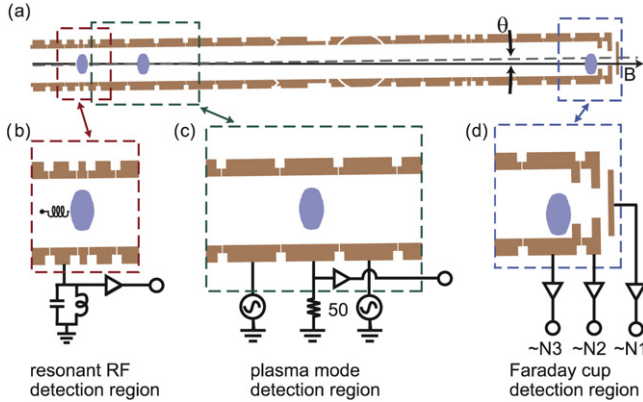 (a)
θ
B
(b)
(c)
(d)
50
~N3 ~N2 ~N1
resonant RF
detection region
plasma mode
detection region
Faraday cup
detection region